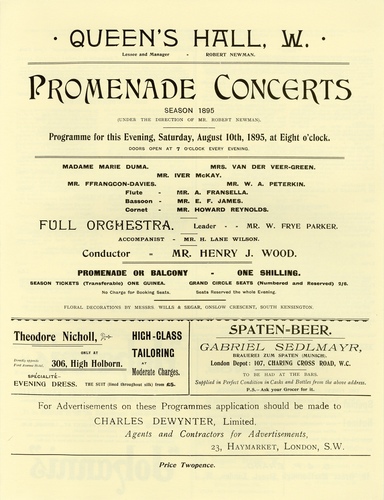 · QUEEN'S HALL, W. ·
Lessee and Manager - ROBERT NEWMAN.
PROMENADE CONCERTS
SEASON 1895
(UNDER THE DIRECTION OF MR. ROBERT NEWMAN).
Programme for this Evening, Saturday, August 10th, 1895, at Eight o'clock.
DOORS OPEN AT 7 O'CLOCK EVERY EVENING.
MADAME MARIE DUMA. MRS. VAN DER VEER-GREEN.
MR. IVER McKAY.
MR. FFRANGCON-DAVIES. MR. W. A. PETERKIN.
Flute - MR. A. FRANSELLA.
Bassoon - MR. E. F. JAMES.
Cornet - MR. HOWARD REYNOLDS.
FULL ORCHESTRA. Leader - - MR. W. FRYE PARKER.
ACCOMPANIST - MR. H. LANE WILSON.
Conductor - MR. HENRY J. WOOD.
PROMENADE OR BALCONY - ONE SHILLING.
SEASON TICKETS (Transferable) ONE GUINEA. GRAND CIRCLE SEATS (Numbered and Reserved) 2/6.
No Charge for Booking Seats. Seats Reserved the whole Evening.
FLORAL DECORATIONS BY MESSRS WILLS & SEGAR, ONSLOW CRESCENT, SOUTH KENSINGTON.
Theodore Nicholl,
ONLY AT
306, High Holborn.
SPECIALITÉ-
EVENING DRESS.
HIGH-CLASS
TAILORING
AT
Moderate Charges.
THE SUIT (lined throughout silk) from £5.
SPATEN-BEER.
GABRIEL SEDLMAYR,
BRAUEREI ZUM SPATEN (MUNICH).
London Depot: 107, CHARING CROSS ROAD, W.C.
TO BE HAD AT THE BARS.
Supplied in Perfect Condition in Casks and Bottles from the above address.
P.S.-Ask your Grocer for it.
For Advertisements on these Programmes application should be made to
CHARLES DEWYNTER, Limited.
Agents and Contractors for Advertisements,
23, HAYMARKET, LONDON, S.W.
Price Twopence.